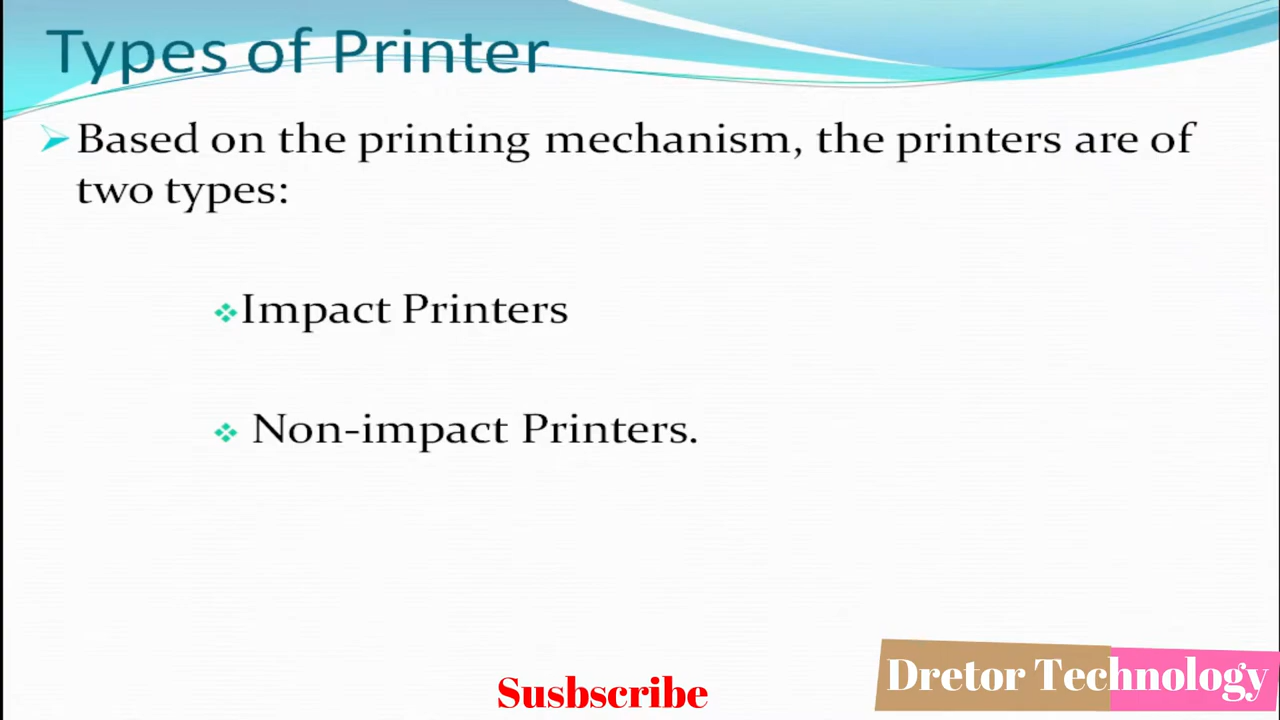 Types of Printer
Based on the printing mechanism, the printers are of
two types:
Impact Printers
Non-impact Printers.
Susbscribe
Dretor Technology